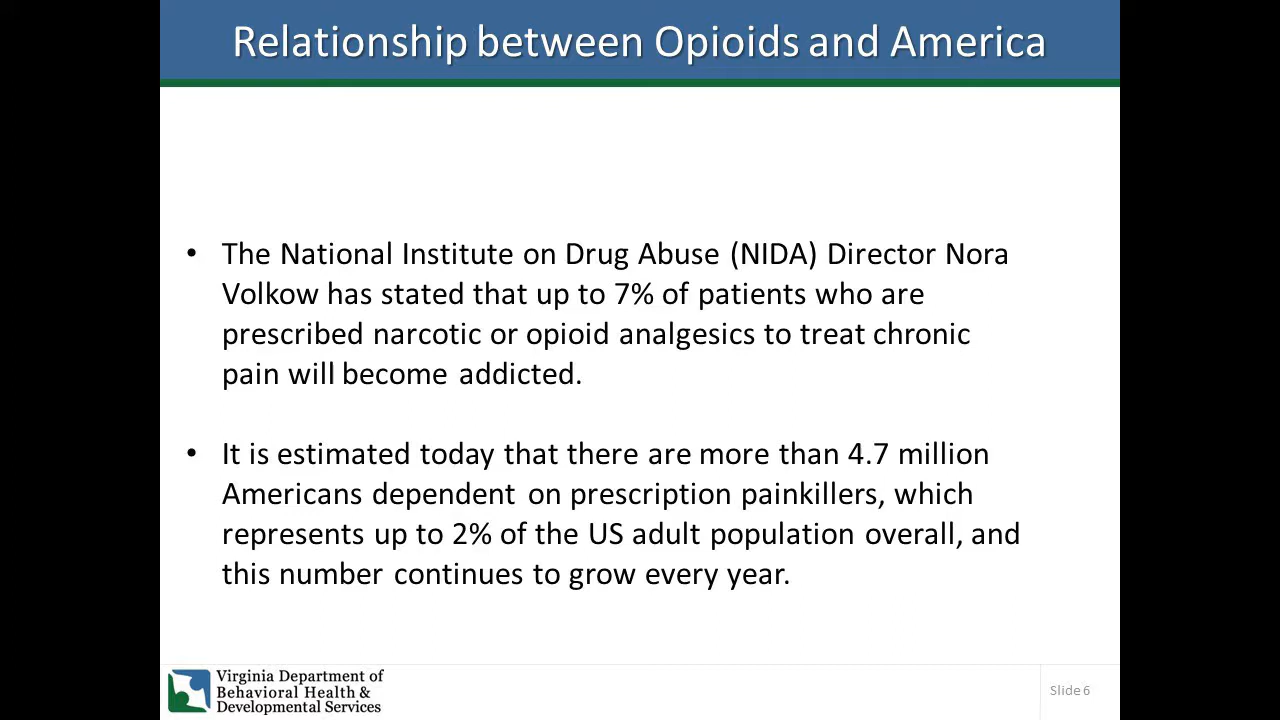 Relationship between Opioids and America
• The National Institute on Drug Abuse (NIDA) Director Nora
Volkow has stated that up to 7% of patients who are
prescribed narcotic or opioid analgesics to treat chronic
pain will become addicted.
• It is estimated today that there are more than 4.7 million
Americans dependent on prescription painkillers, which
represents up to 2% of the US adult population overall, and
this number continues to grow every year.
Virginia Department of
Behavioral Health &
Developmental Services
Slide 6